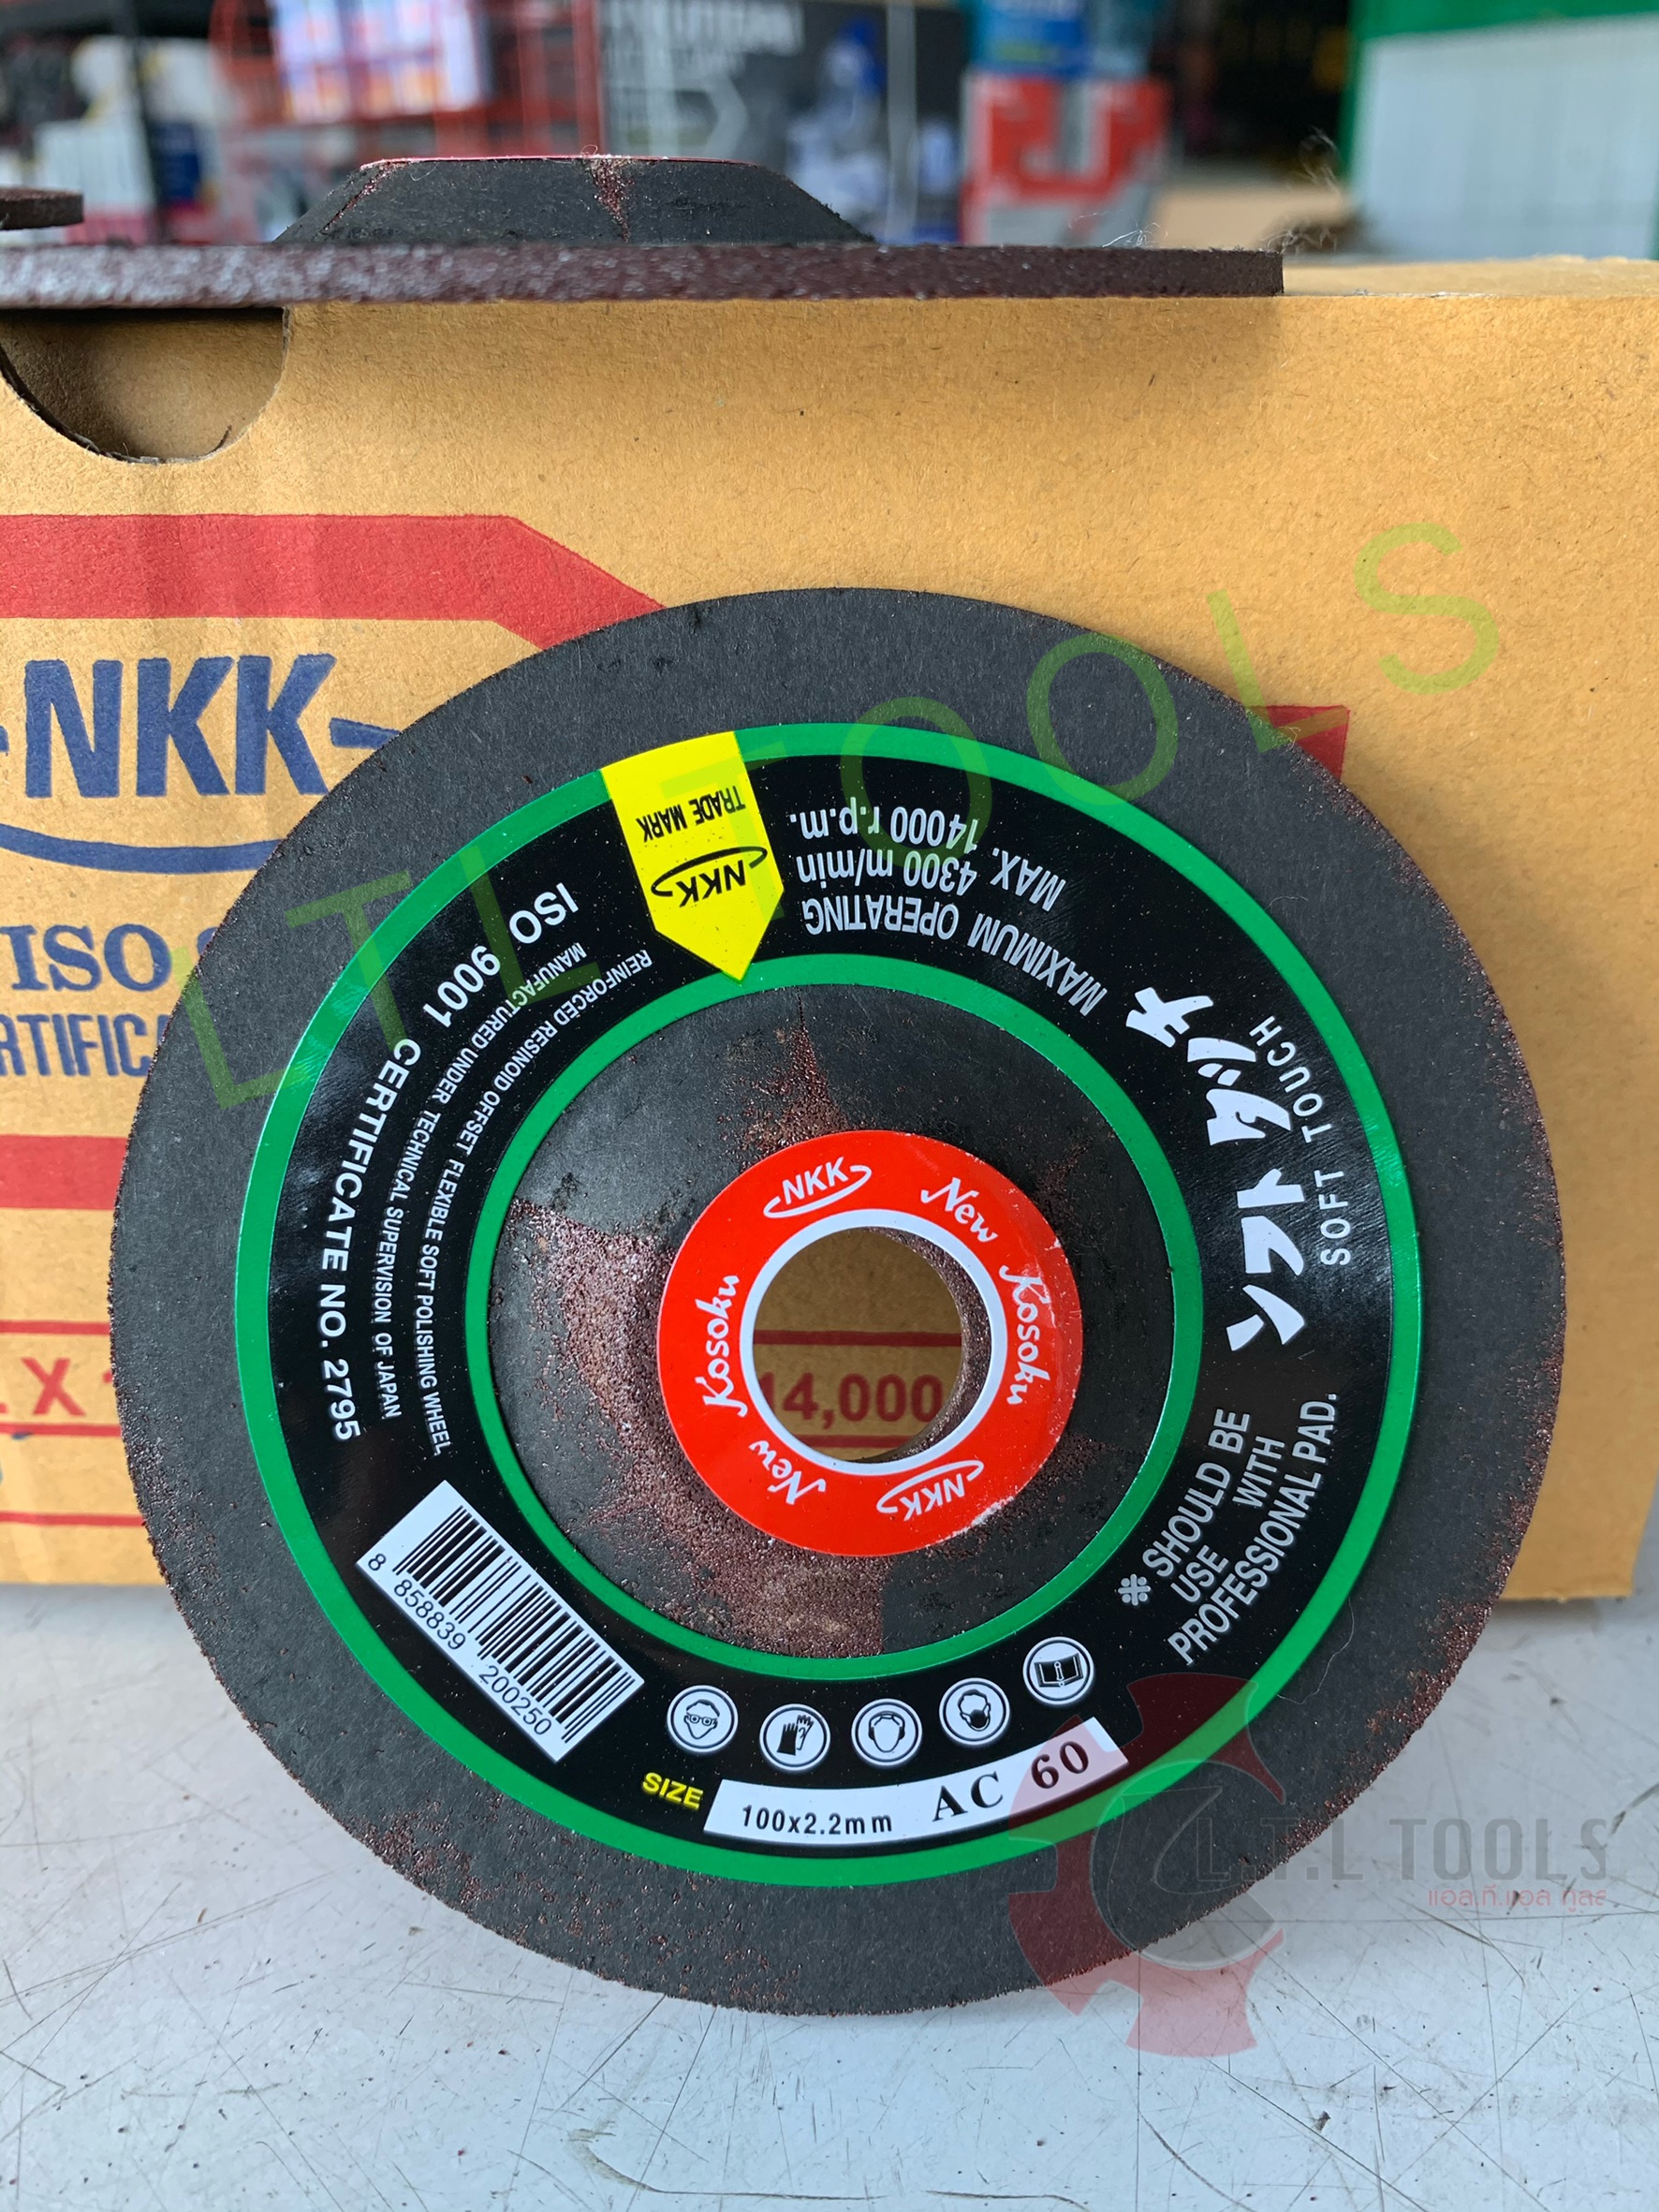 NKK
ISO
14,000
NKK
TRADE MARK
MAXIMUM OPERATING
4300 m/min
MAX. 14000 r.p.m.
ソフトタッチ
SOFT TOUCH
※ SHOULD BE
USE WITH
PROFESSIONAL PAD.
ISO 9001 CERTIFICATE NO. 2795
MANUFACTURED UNDER TECHNICAL SUPERVISION OF JAPAN
REINFORCED RESINOID OFFSET FLEXIBLE SOFT POLISHING WHEEL
8 858839 200250
SIZE 100x2.2mm AC 60
NKK New Kosoku
NKK New Kosoku
LTL TOOLS
L.T.L TOOLS
แอล.ที.แอล ทูลส